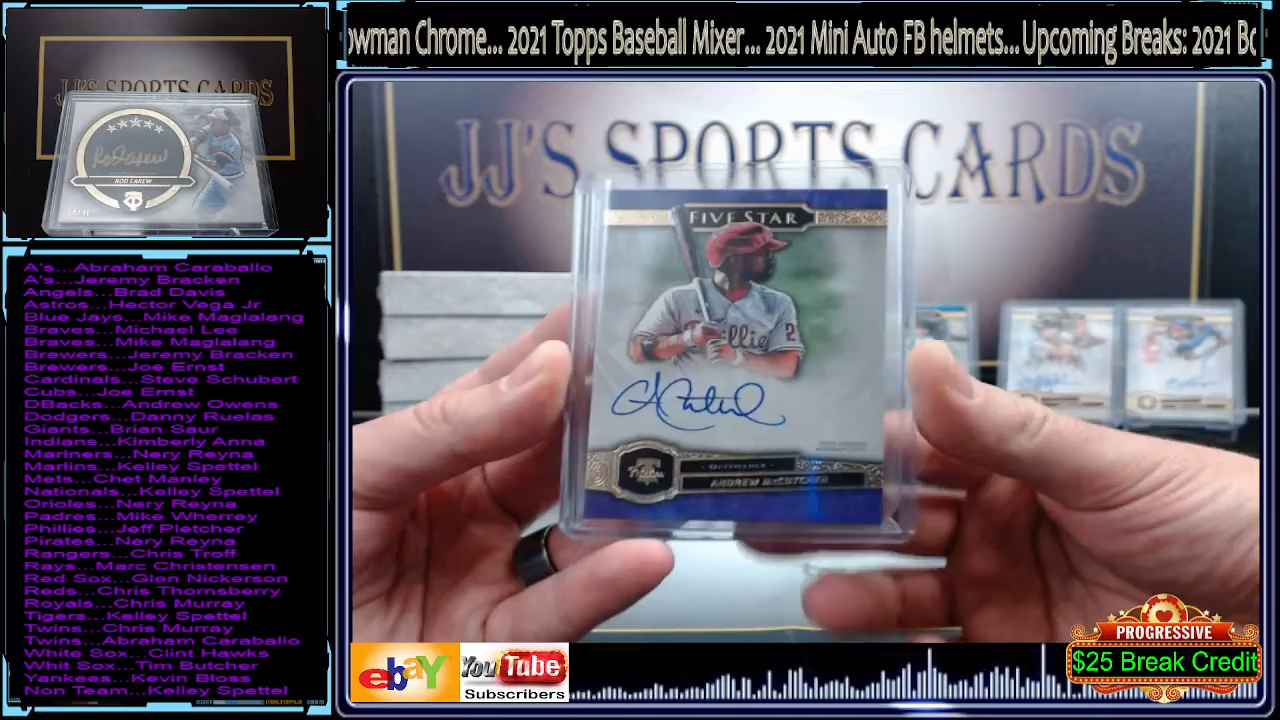 owman Chrome... 2021 Topps Baseball Mixer... 2021 Mini Auto FB helmets...Upcoming Breaks: 2021 Bo
JJ'S SPORTS CARDS
Rod Carew
ROD CAREW
A's...Abraham Caraballo
A's...Jeremy Bracken
Angels...Brad Davis
Astros...Hector Vega Jr
Blue Jays...Mike Maglalang
Braves...Michael Lee
Braves...Mike Maglalang
Brewers...Jeremy Bracken
Brewers...Joe Ernst
Cardinals...Steve Schubert
Cubs...Joe Ernst
DBacks...Andrew Owens
Dodgers...Danny Ruelas
Giants...Brian Saur
Indians...Kimberly Anna
Mariners...Nery Reyna
Marlins...Kelley Spettel
Mets...Chet Manley
Nationals...Kelley Spettel
Orioles...Nery Reyna
Padres...Mike Wherrey
Phillies...Jeff Pletcher
Pirates...Nery Reyna
Rangers...Chris Troff
Rays...Marc Christensen
Red Sox...Glen Nickerson
Reds...Chris Thornsberry
Royals...Chris Murray
Tigers...Kelley Spettel
Twins...Chris Murray
Twins...Abraham Caraballo
White Sox...Clint Hawks
Whit Sox...Tim Butcher
Yankees...Kevin Bloss
Non Team...Kelley Spettel
JJ'S SPORTS CARDS
FIVE STAR
Phillies
OUTFIELDER
ANDREW McCUTCHEN
ebay
YouTube
Subscribers
PROGRESSIVE
$25 Break Credit